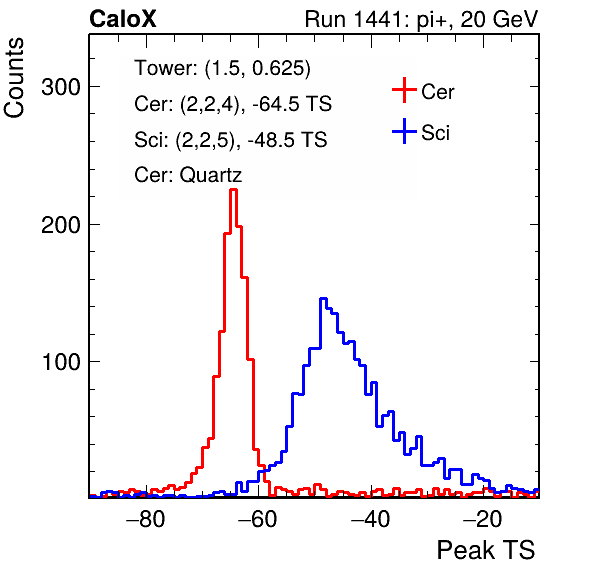 CaloX Run 1441: pi+, 20 GeV
Counts
Tower: (1.5, 0.625)
Cer: (2,2,4), -64.5 TS
Sci: (2,2,5), -48.5 TS
Cer: Quartz
Cer
Sci
300
200
100
−80 −60 −40 −20
Peak TS